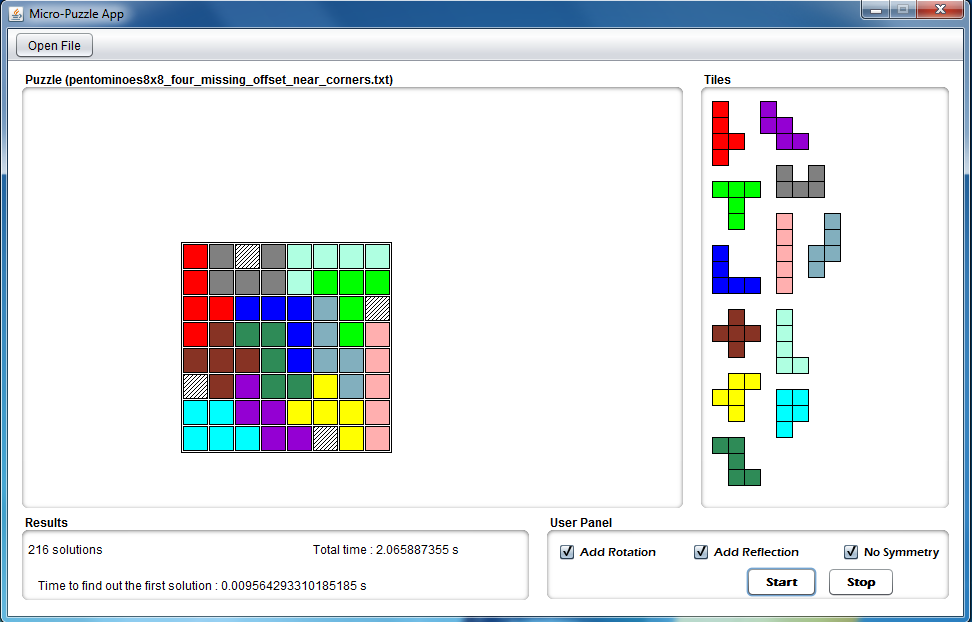 Micro-Puzzle App
Open File
Puzzle (pentominoes8x8_four_missing_offset_near_corners.txt)
Tiles
Results
216 solutions
Total time : 2.065887355 s
Time to find out the first solution : 0.009564293310185185 s
User Panel
Add Rotation
Add Reflection
No Symmetry
Start
Stop